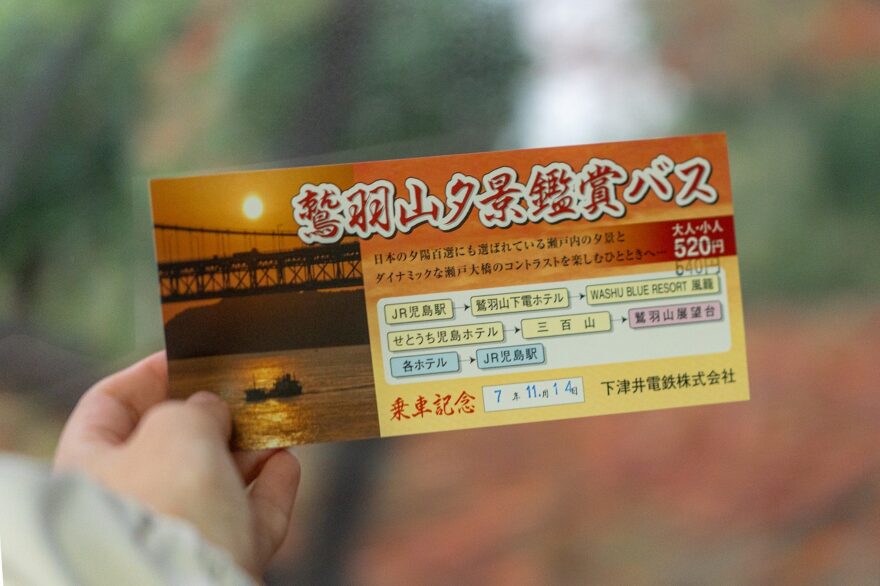 鷲羽山夕景鑑賞バス
日本の夕陽百選にも選ばれている瀬戸内の夕景と
ダイナミックな瀬戸大橋のコントラストを楽しむひとときへ…
大人・小人
520円
640円
JR児島駅 → 鷲羽山下電ホテル → WASHU BLUE RESORT 風籠
せとうち児島ホテル → 三百山 → 鷲羽山展望台
各ホテル → JR児島駅
乗車記念
7年11月14日
下津井電鉄株式会社